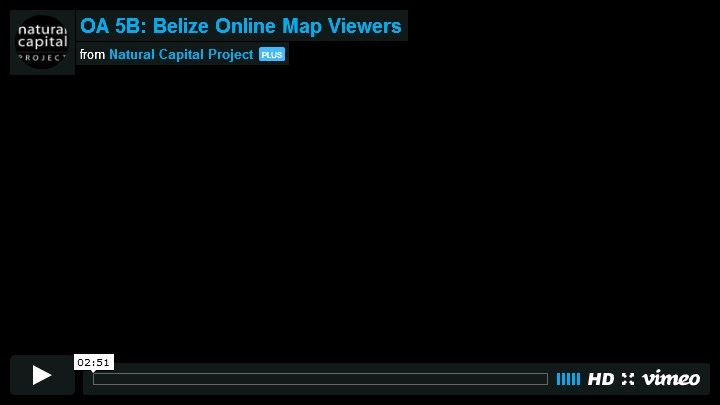 natural
capital
PROJECT
OA 5B: Belize Online Map Viewers
from Natural Capital Project PLUS
02:51
HD vimeo